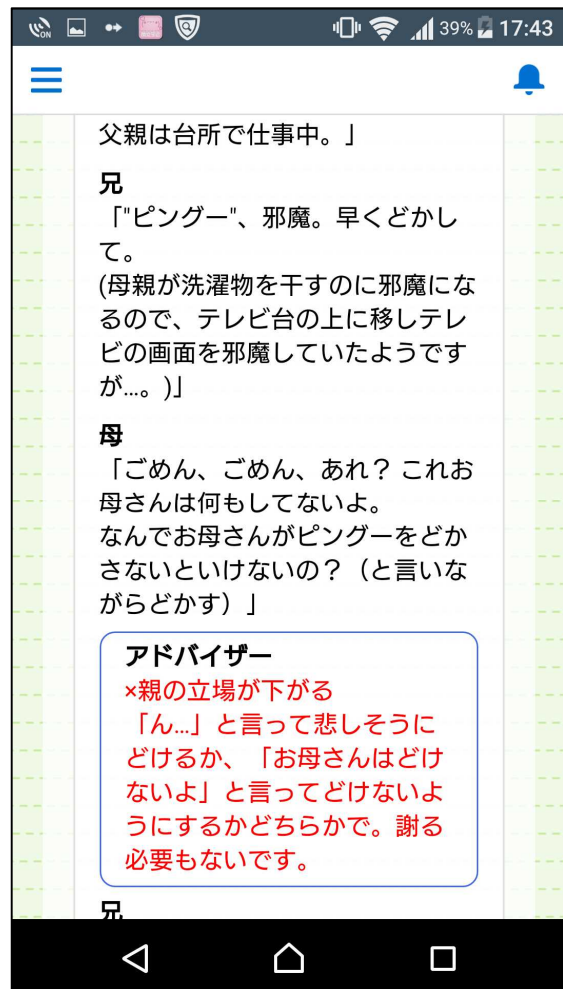 39% 17:43
父親は台所で仕事中。」
兄
「"ピングー"、邪魔。早くどかし
て。
(母親が洗濯物を干すのに邪魔にな
るので、テレビ台の上に移しテレ
ビの画面を邪魔していたようです
が...。)」
母
「ごめん、ごめん、あれ？ これお
母さんは何もしてないよ。
なんでお母さんがピングーをどか
さないといけないの？（と言いな
がらどかす）」
アドバイザー
×親の立場が下がる
「ん...」と言って悲しそうに
どけるか、「お母さんはどけ
ないよ」と言ってどけないよ
うにするかどちらかで。謝る
必要もないです。
兄